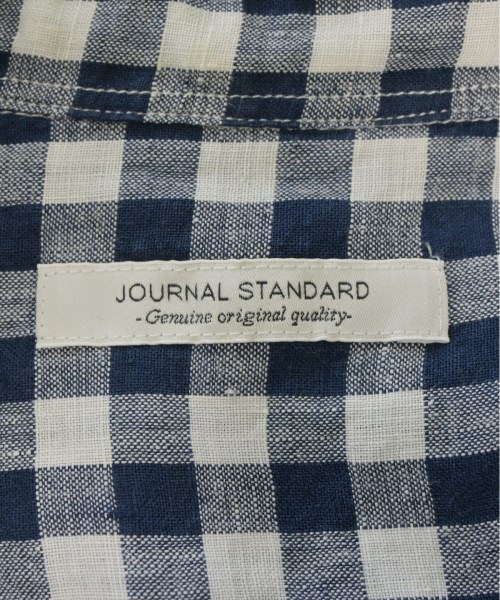 JOURNAL STANDARD
-Genuine original quality-